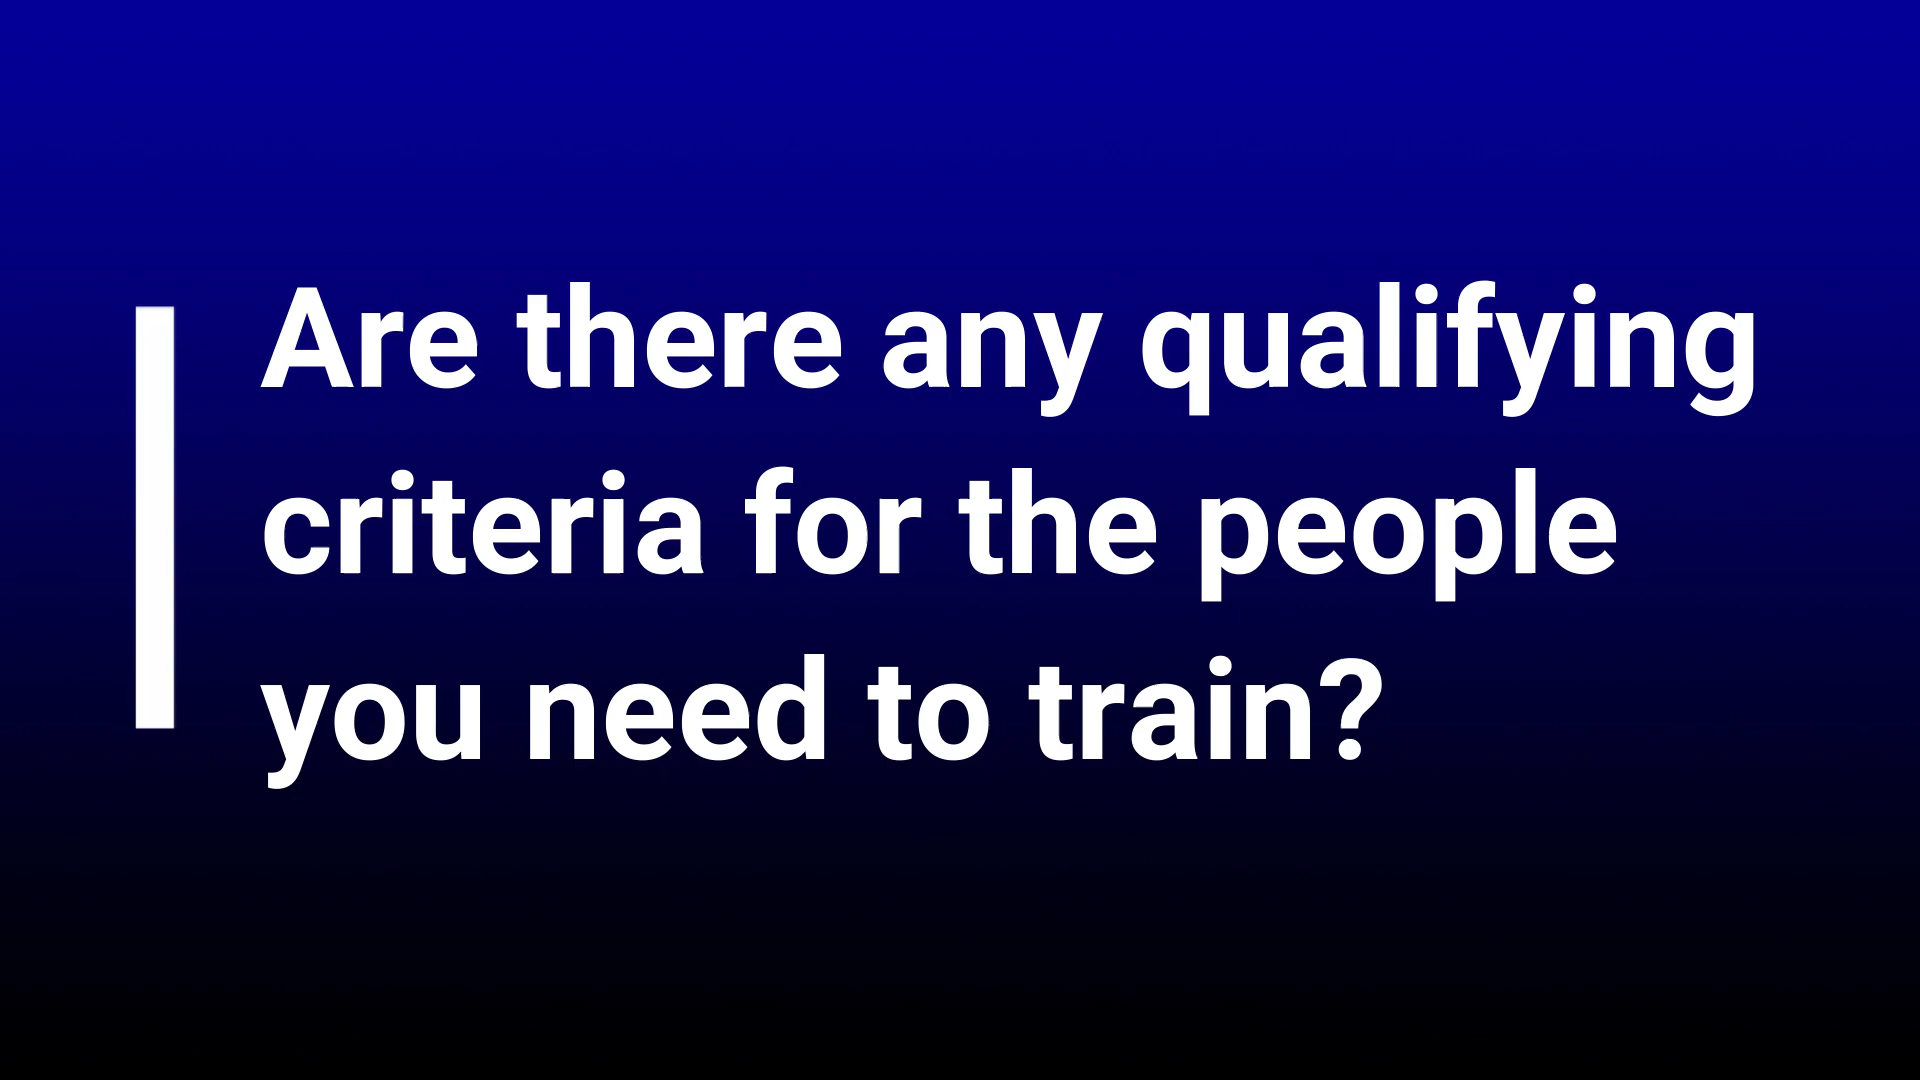 Are there any qualifying
criteria for the people
you need to train?